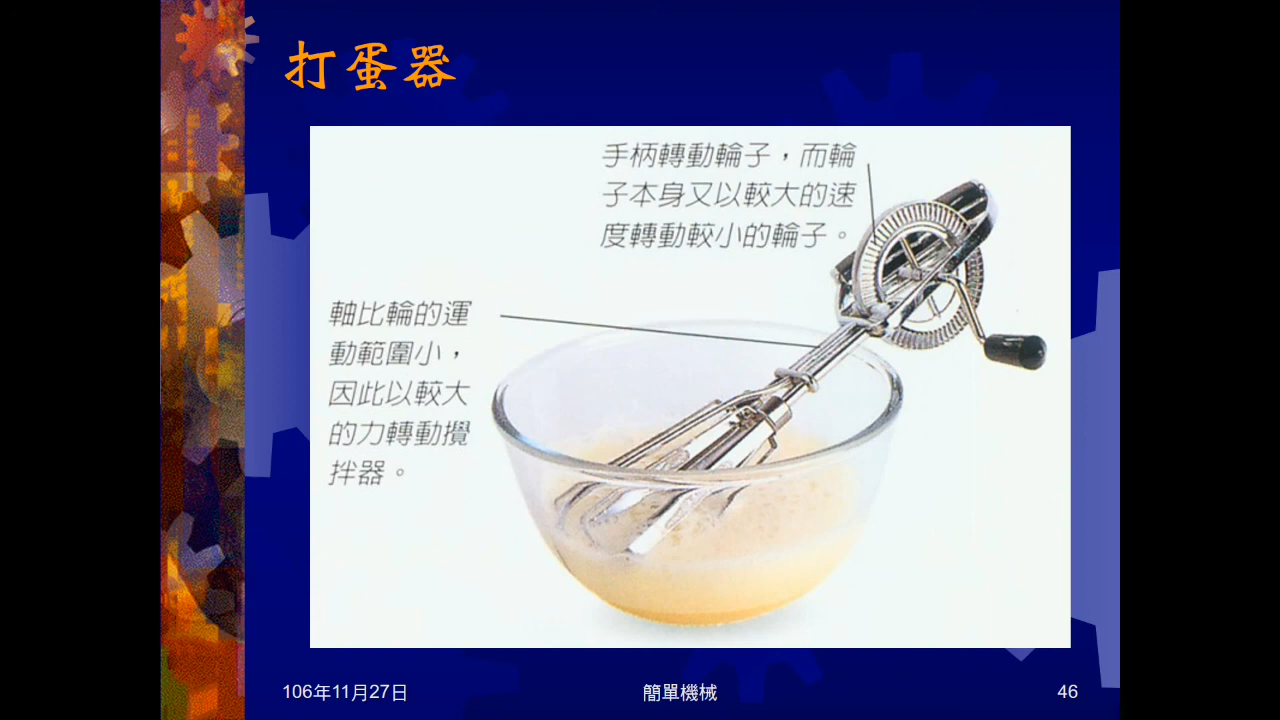 打蛋器
手柄轉動輪子，而輪
子本身又以較大的速
度轉動較小的輪子。
軸比輪的運
動範圍小，
因此以較大
的力轉動攪
拌器。
106年11月27日
簡單機械
46